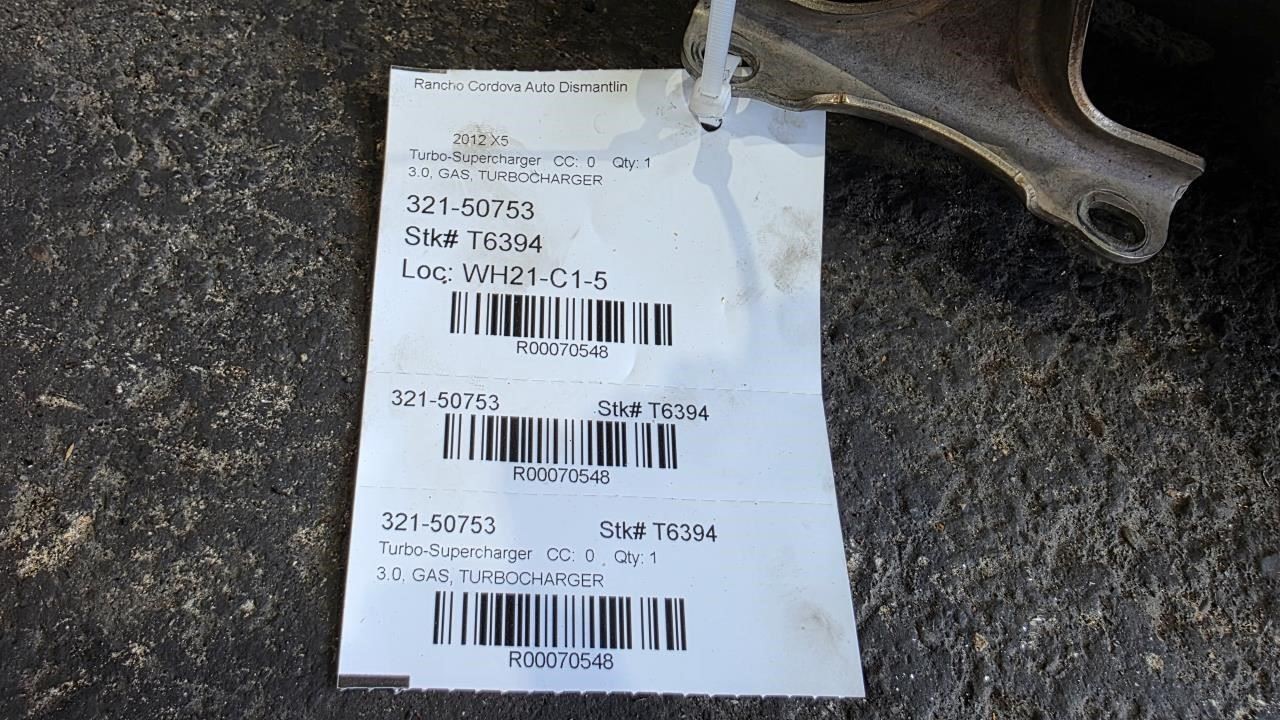 Rancho Cordova Auto Dismantlin
2012 X5
Turbo-Supercharger CC: 0 Qty: 1
3.0, GAS, TURBOCHARGER
321-50753
Stk# T6394
Loc: WH21-C1-5
R00070548
321-50753 Stk# T6394
R00070548
321-50753 Stk# T6394
Turbo-Supercharger CC: 0 Qty: 1
3.0, GAS, TURBOCHARGER
R00070548